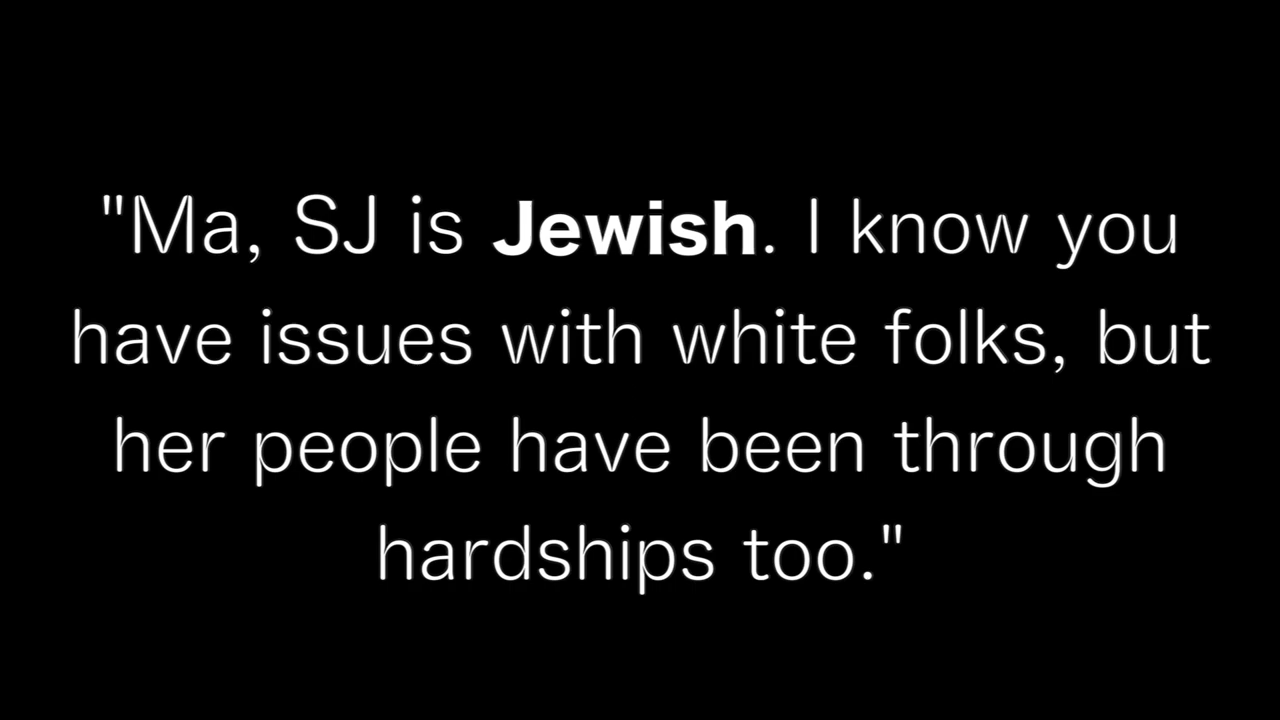 "Ma, SJ is Jewish. I know you
have issues with white folks, but
her people have been through
hardships too."